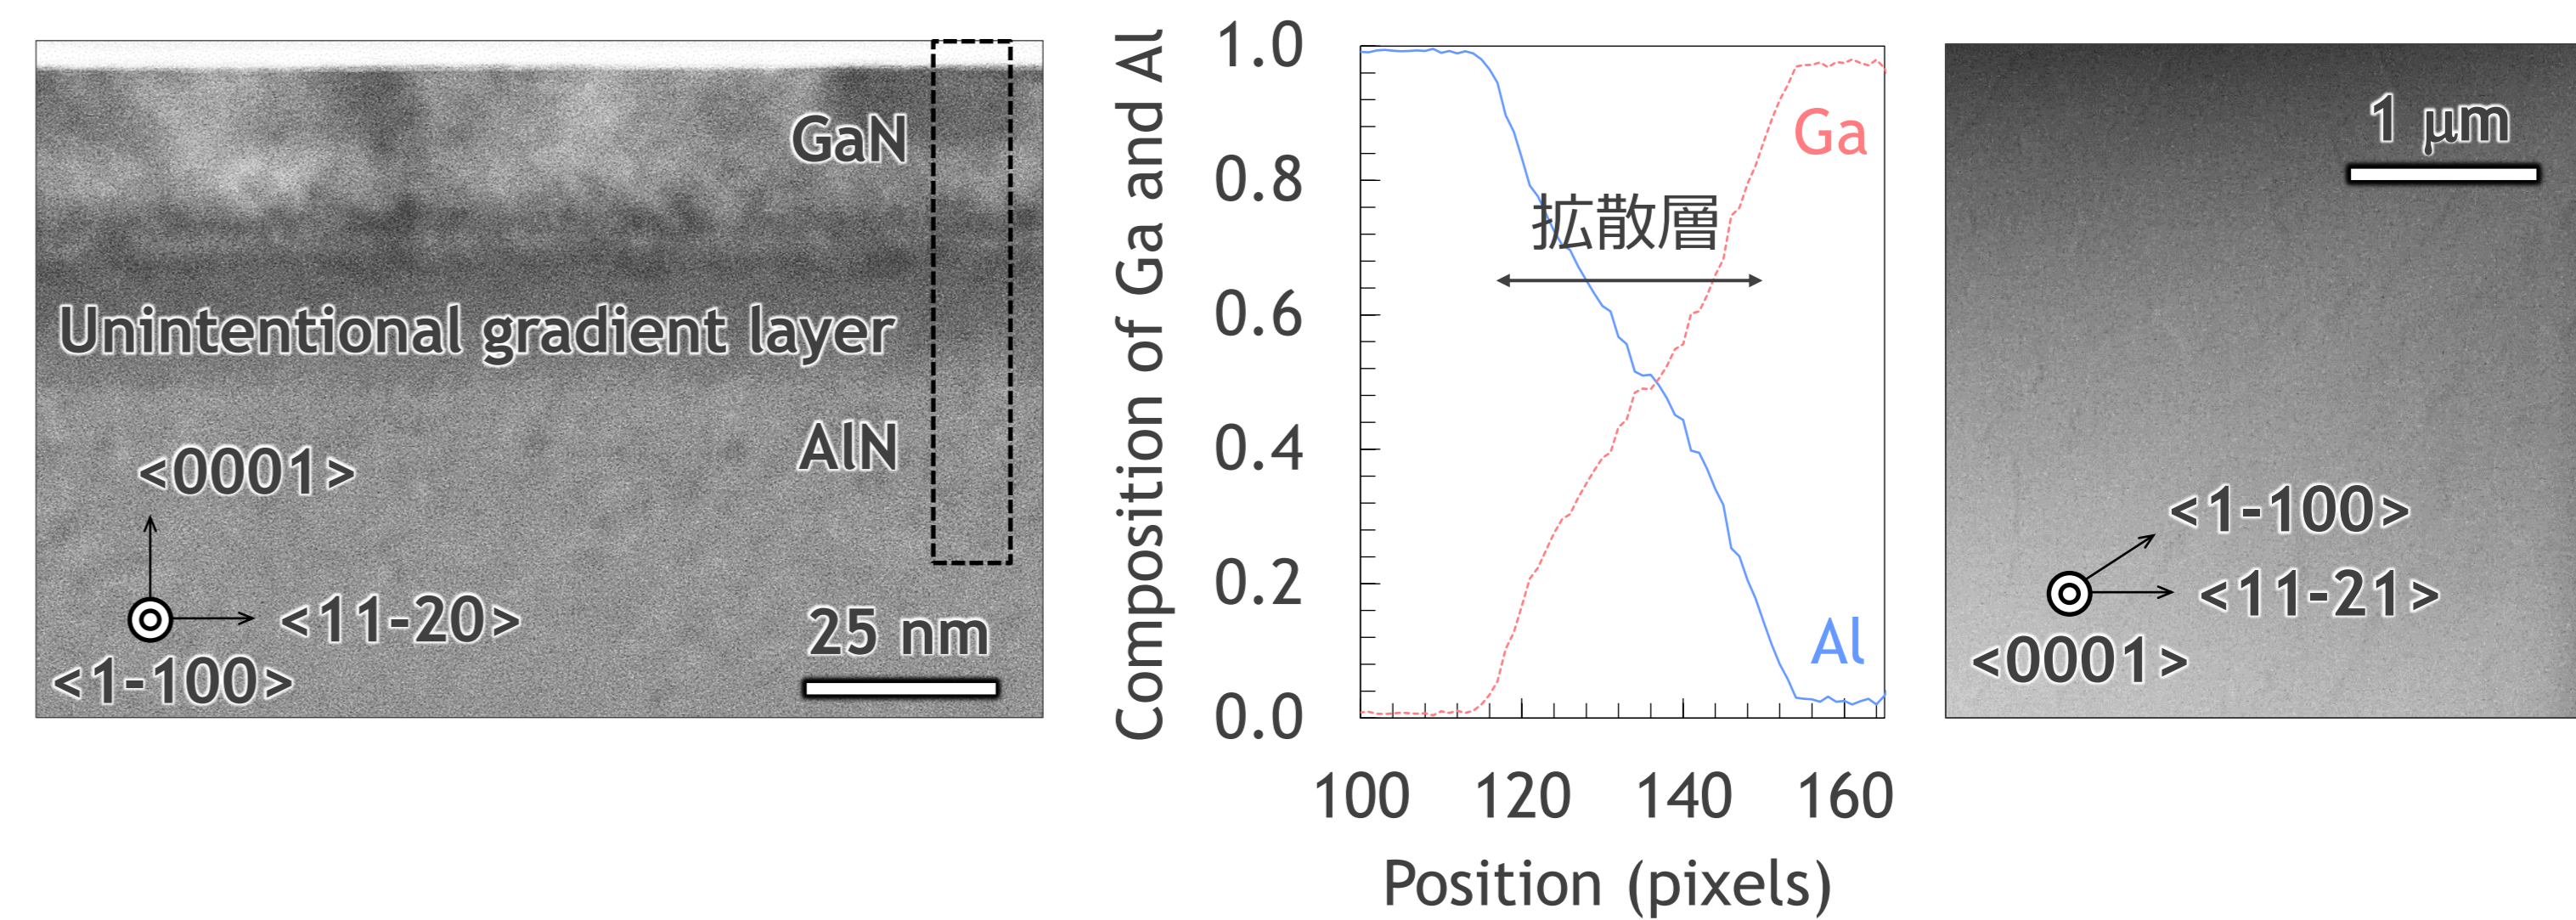 GaN
Unintentional gradient layer
AlN
<0001>
<11-20>
<1-100>
25 nm
Composition of Ga and Al
1.0
0.8
0.6
0.4
0.2
0.0
Ga
拡散層
Al
100 120 140 160
Position (pixels)
1 μm
<1-100>
<11-21>
<0001>